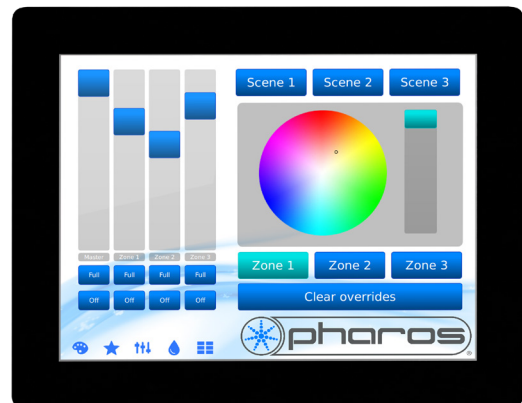 Scene 1 Scene 2 Scene 3
Master Zone 1 Zone 2 Zone 3
Full Full Full Full
Off Off Off Off
Zone 1 Zone 2 Zone 3
Clear overrides
pharos®